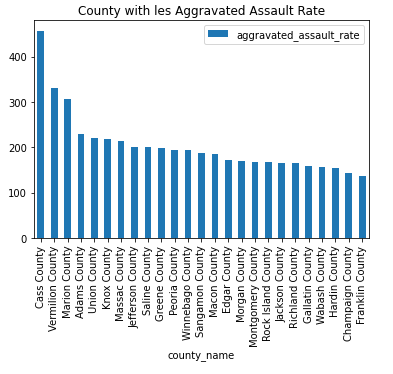 County with les Aggravated Assault Rate
aggravated_assault_rate
400
300
200
100
0
Cass County
Vermilion County
Marion County
Adams County
Union County
Knox County
Massac County
Jefferson County
Saline County
Greene County
Peoria County
Winnebago County
Sangamon County
Macon County
Edgar County
Morgan County
Montgomery County
Rock Island County
Jackson County
Richland County
Gallatin County
Wabash County
Hardin County
Champaign County
Franklin County
county_name